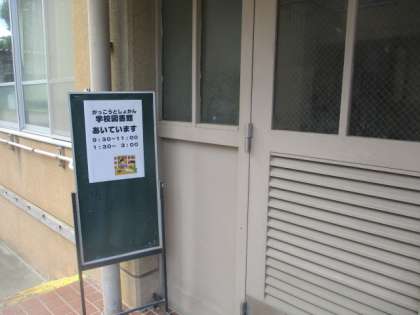 がっこうとしょかん
学校図書館
あいています
9:30~11:00
1:30~ 3:00